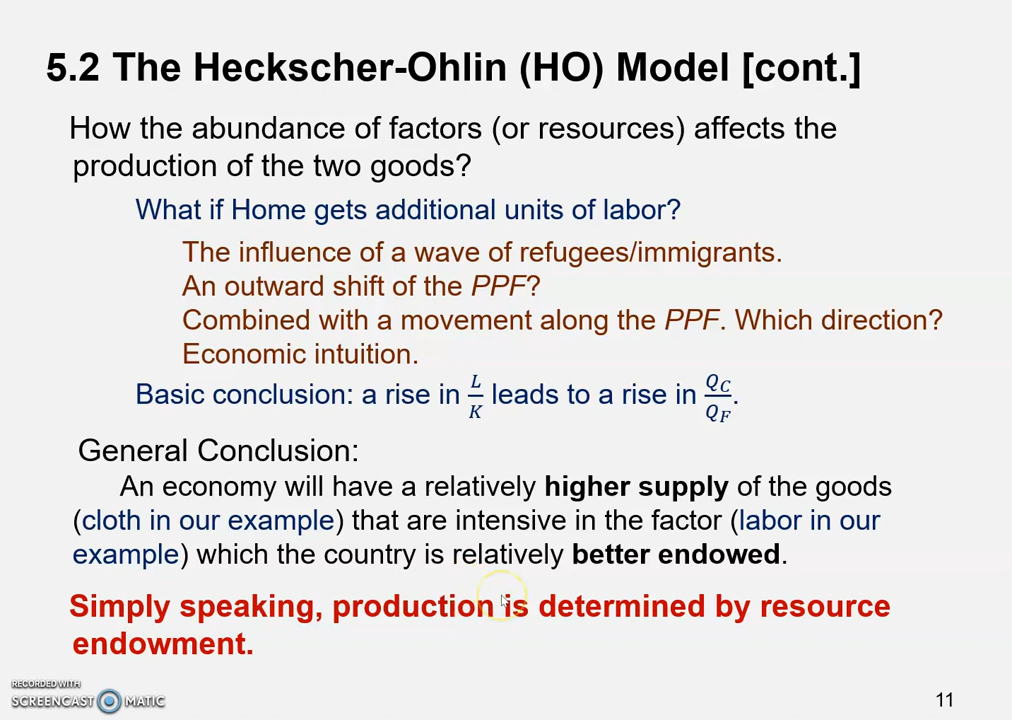 5.2 The Heckscher-Ohlin (HO) Model [cont.]
How the abundance of factors (or resources) affects the
production of the two goods?
What if Home gets additional units of labor?
The influence of a wave of refugees/immigrants.
An outward shift of the PPF?
Combined with a movement along the PPF. Which direction?
Economic intuition.
Basic conclusion: a rise in L/K leads to a rise in Q_C/Q_F.
General Conclusion:
An economy will have a relatively higher supply of the goods
(cloth in our example) that are intensive in the factor (labor in our
example) which the country is relatively better endowed.
Simply speaking, production is determined by resource
endowment.
RECORDED WITH
SCREENCAST MATIC
11